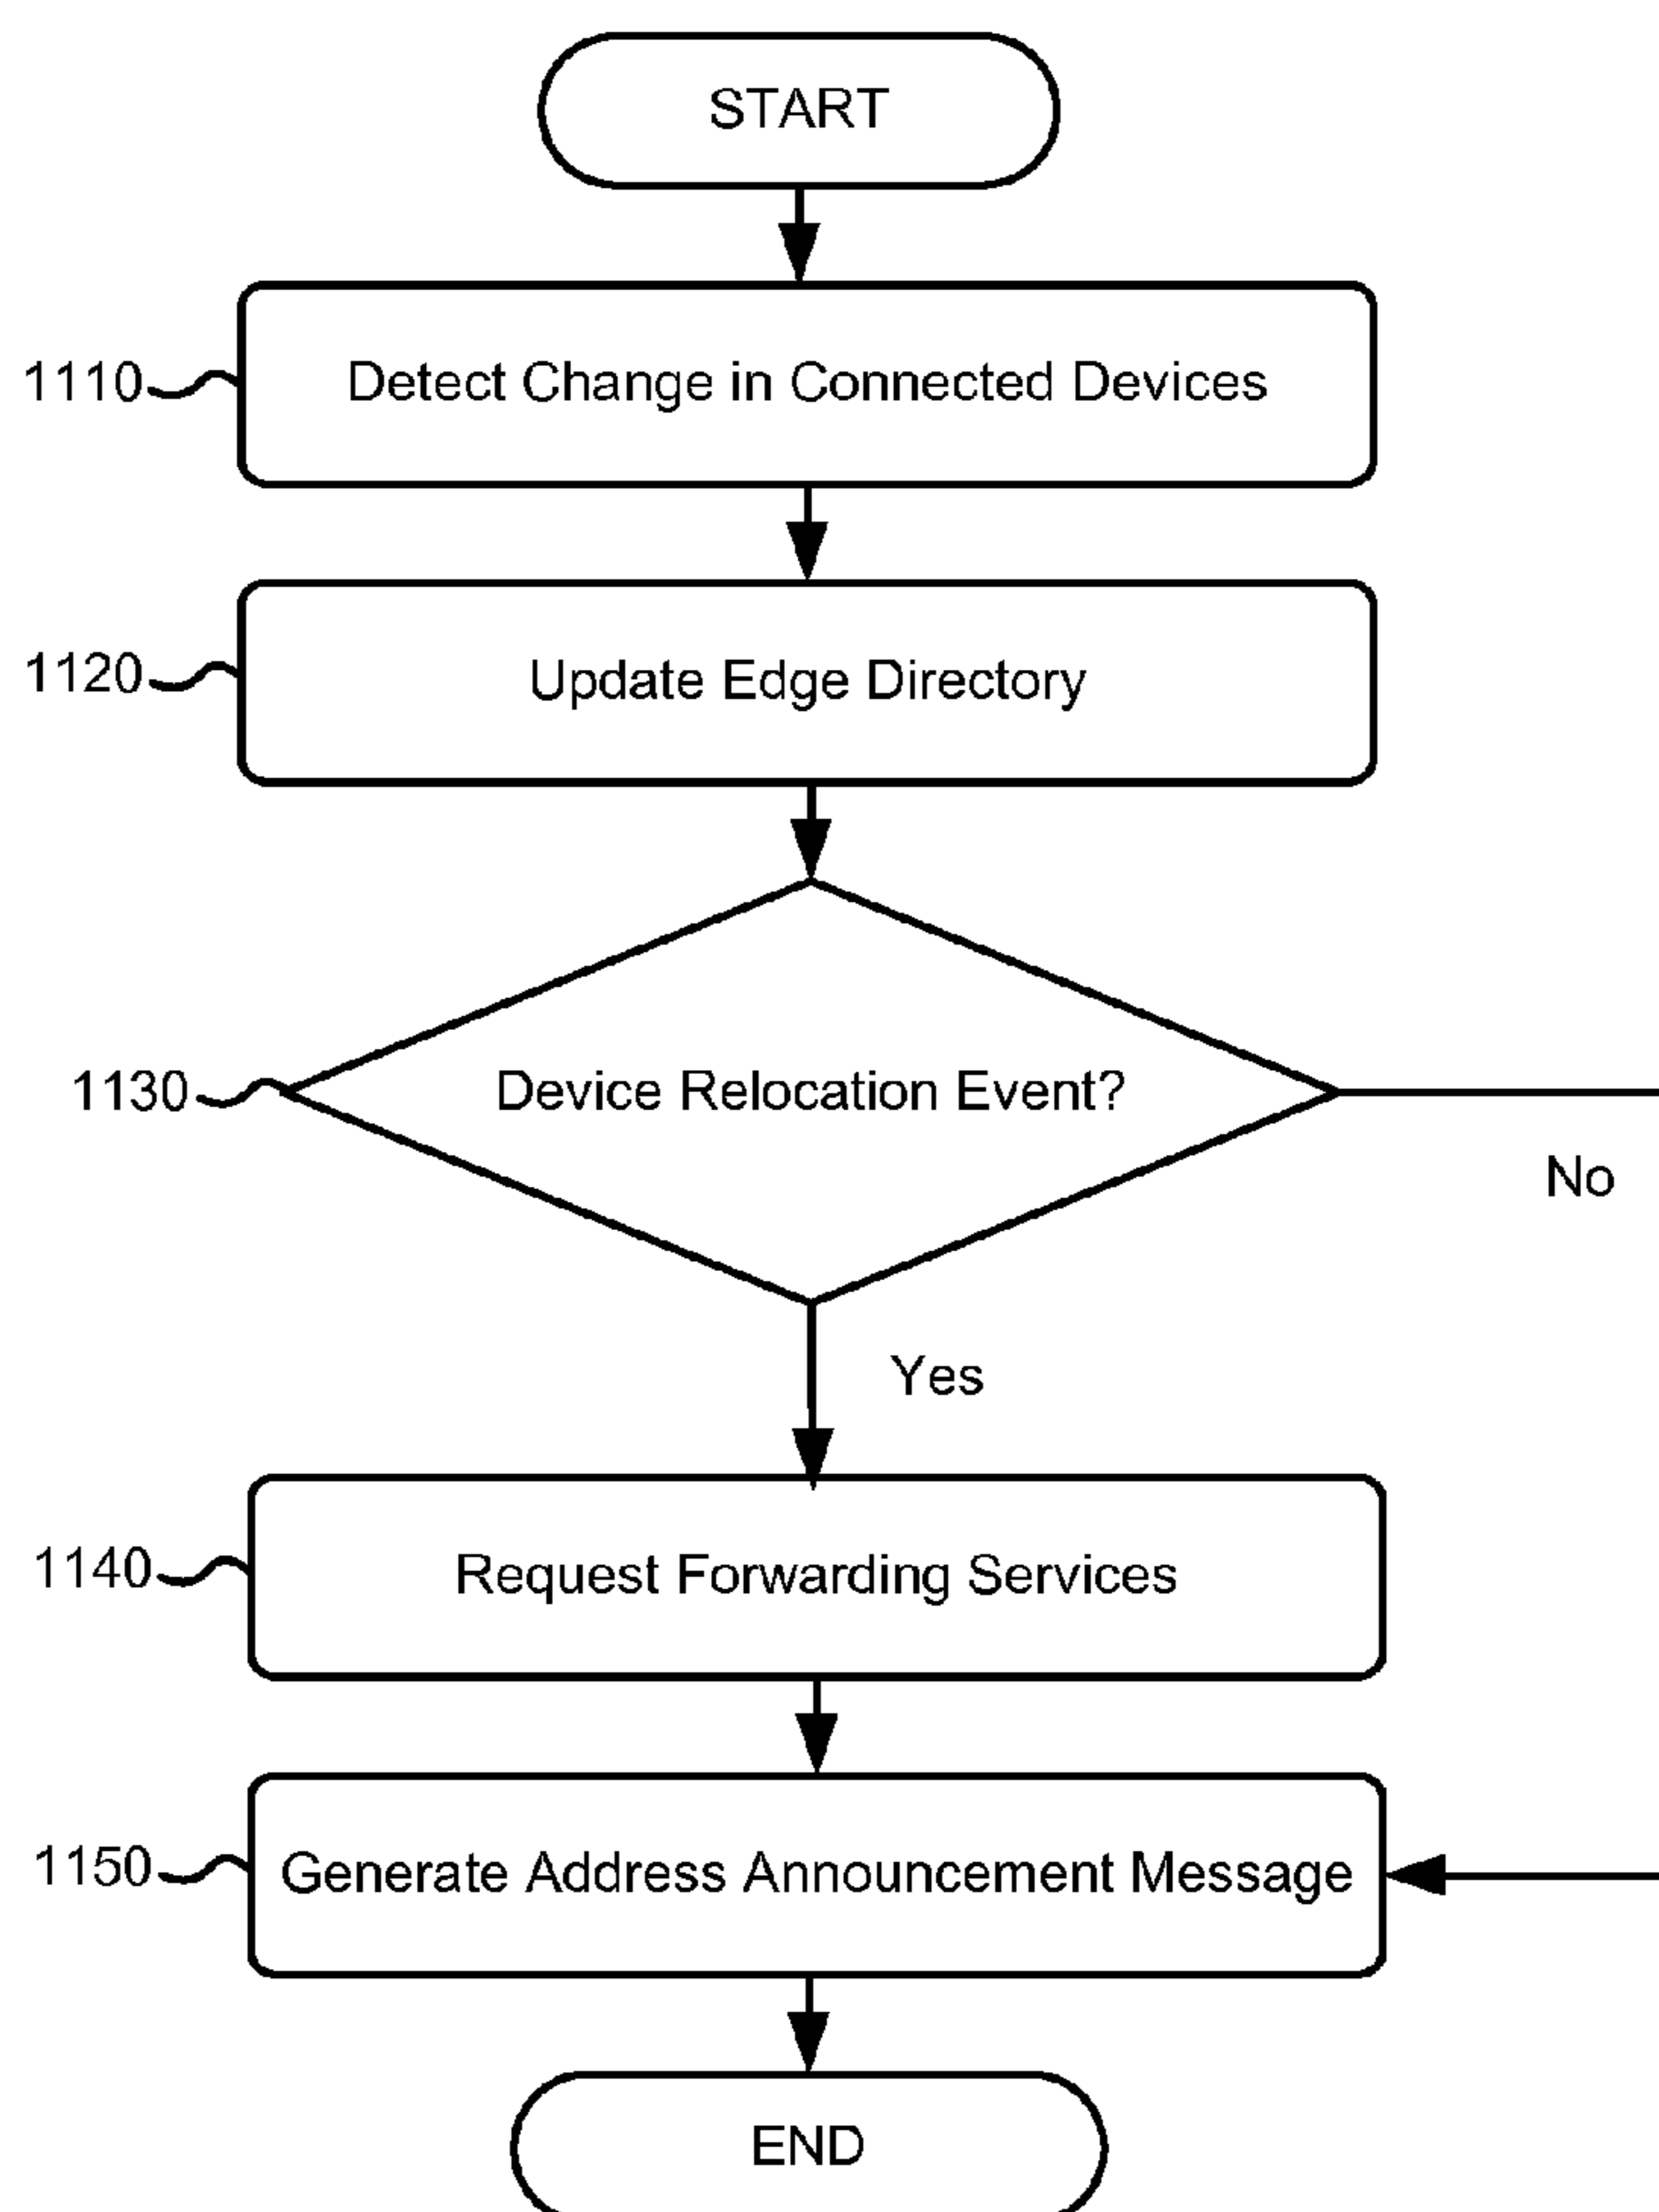 START
1110
Detect Change in Connected Devices
1120
Update Edge Directory
1130
Device Relocation Event?
No
Yes
1140
Request Forwarding Services
1150
Generate Address Announcement Message
END